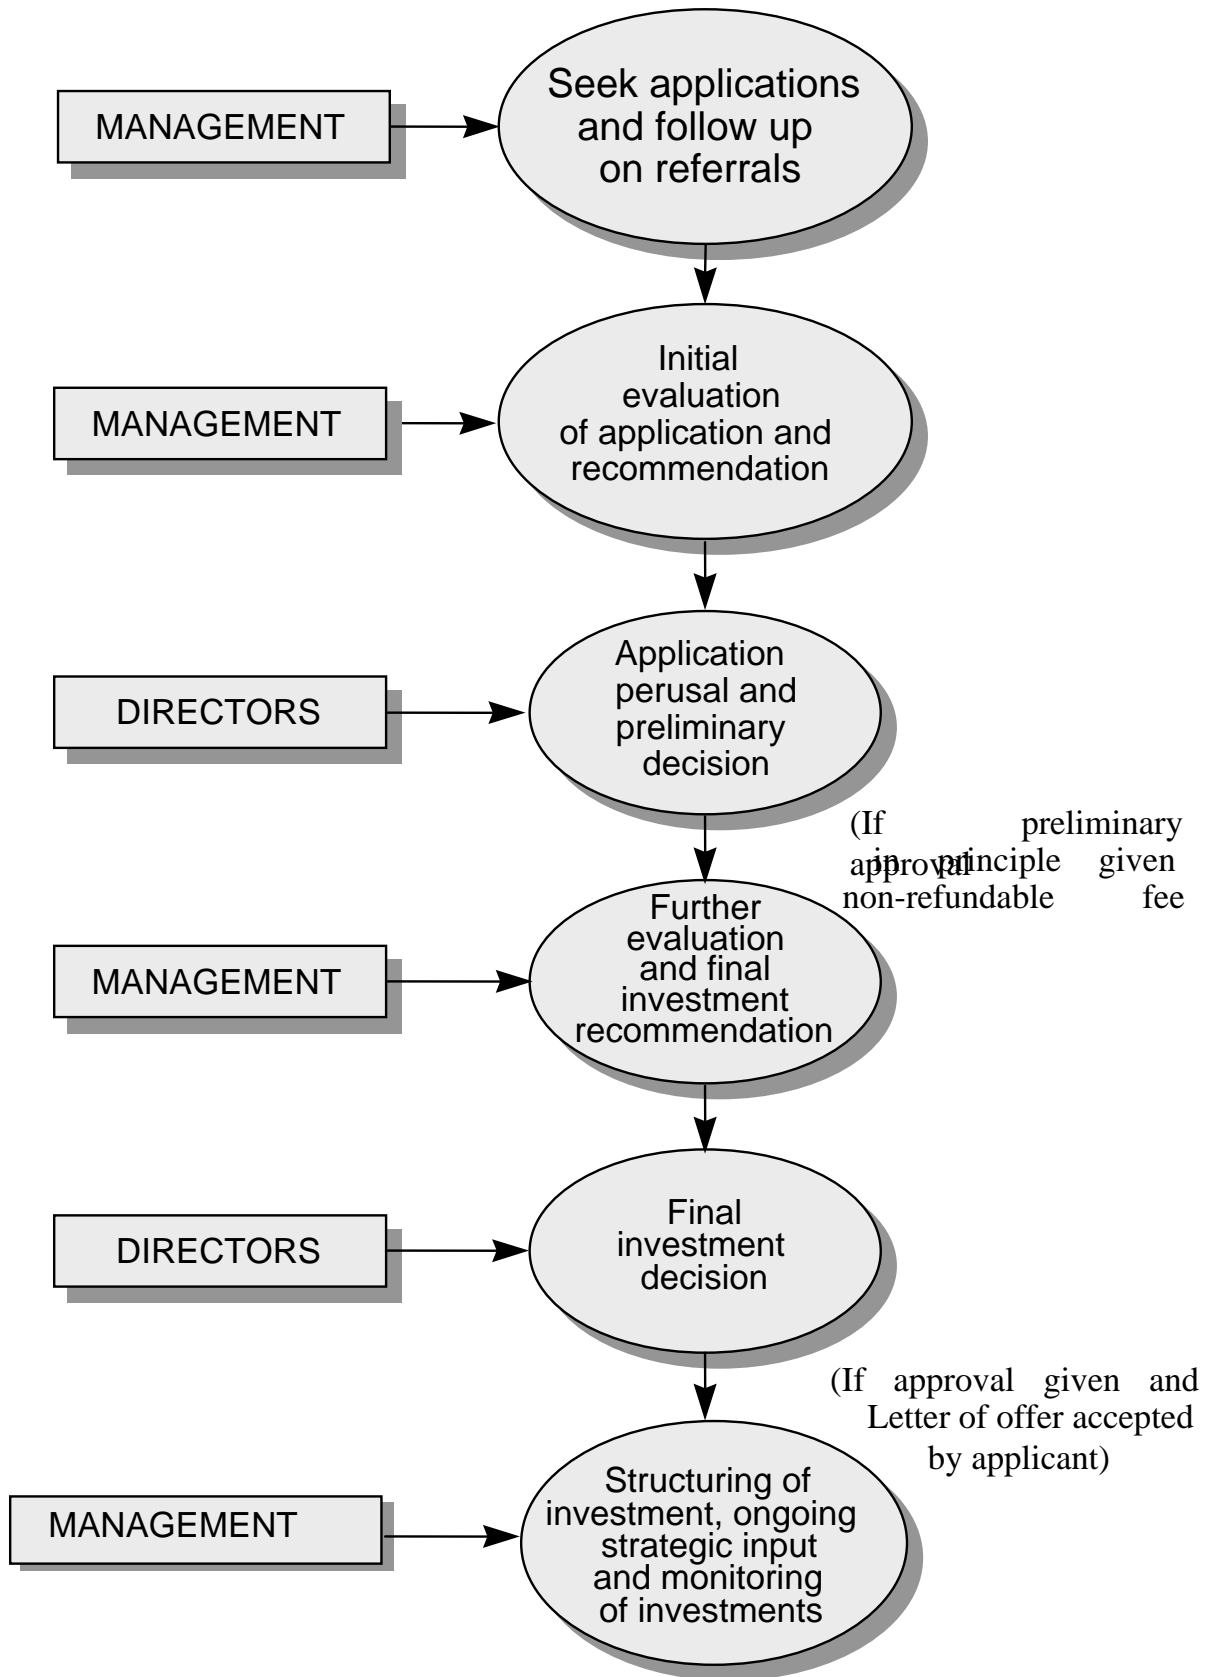 MANAGEMENT
Seek applications
and follow up
on referrals
MANAGEMENT
Initial
evaluation
of application and
recommendation
DIRECTORS
Application
perusal and
preliminary
decision
(If preliminary
approval
in principle given
non-refundable fee
MANAGEMENT
Further
evaluation
and final
investment
recommendation
DIRECTORS
Final
investment
decision
(If approval given and
Letter of offer accepted
by applicant)
MANAGEMENT
Structuring of
investment, ongoing
strategic input
and monitoring
of investments